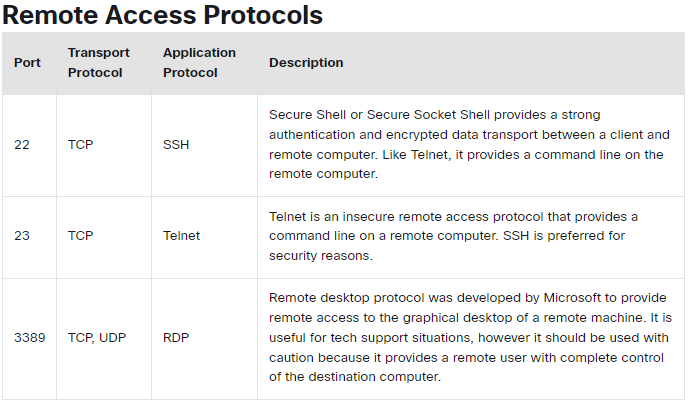 Remote Access Protocols
Port
Transport
Protocol
Application
Protocol
Description
22
TCP
SSH
Secure Shell or Secure Socket Shell provides a strong
authentication and encrypted data transport between a client and
remote computer. Like Telnet, it provides a command line on the
remote computer.
23
TCP
Telnet
Telnet is an insecure remote access protocol that provides a
command line on a remote computer. SSH is preferred for
security reasons.
3389
TCP, UDP
RDP
Remote desktop protocol was developed by Microsoft to provide
remote access to the graphical desktop of a remote machine. It is
useful for tech support situations, however it should be used with
caution because it provides a remote user with complete control
of the destination computer.